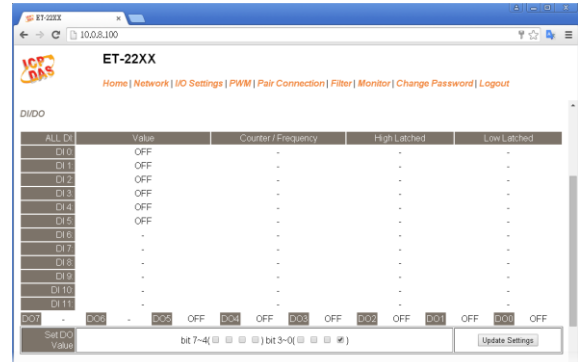 ET-22XX
10.0.8.100
ICP DAS
ET-22XX
Home | Network | I/O Settings | PWM | Pair Connection | Filter | Monitor | Change Password | Logout
DI/DO
ALL DI Value Counter / Frequency High Latched Low Latched
DI 0 OFF - - -
DI 1 OFF - - -
DI 2 OFF - - -
DI 3 OFF - - -
DI 4 OFF - - -
DI 5 OFF - - -
DI 6 - - - -
DI 7 - - - -
DI 8 - - - -
DI 9 - - - -
DI 10 - - - -
DI 11 - - - -
DO7 - DO6 - DO5 OFF DO4 OFF DO3 OFF DO2 OFF DO1 OFF DO0 OFF
Set DO Value bit 7~4( ) bit 3~0( ) Update Settings